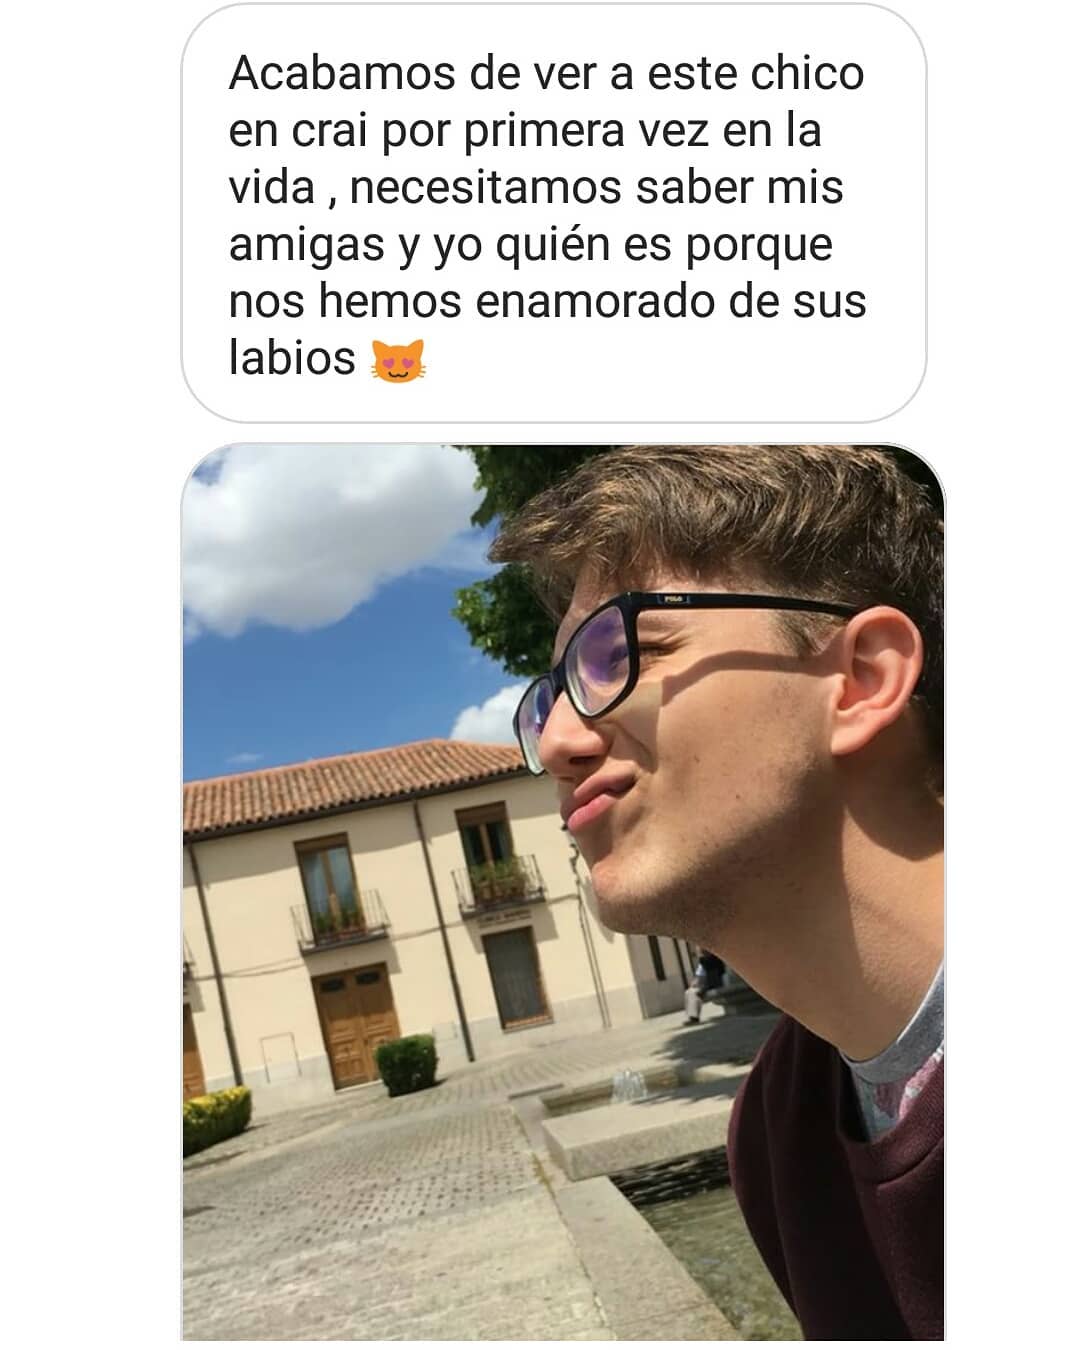 Acabamos de ver a este chico
en crai por primera vez en la
vida , necesitamos saber mis
amigas y yo quién es porque
nos hemos enamorado de sus
labios 😻
POLO